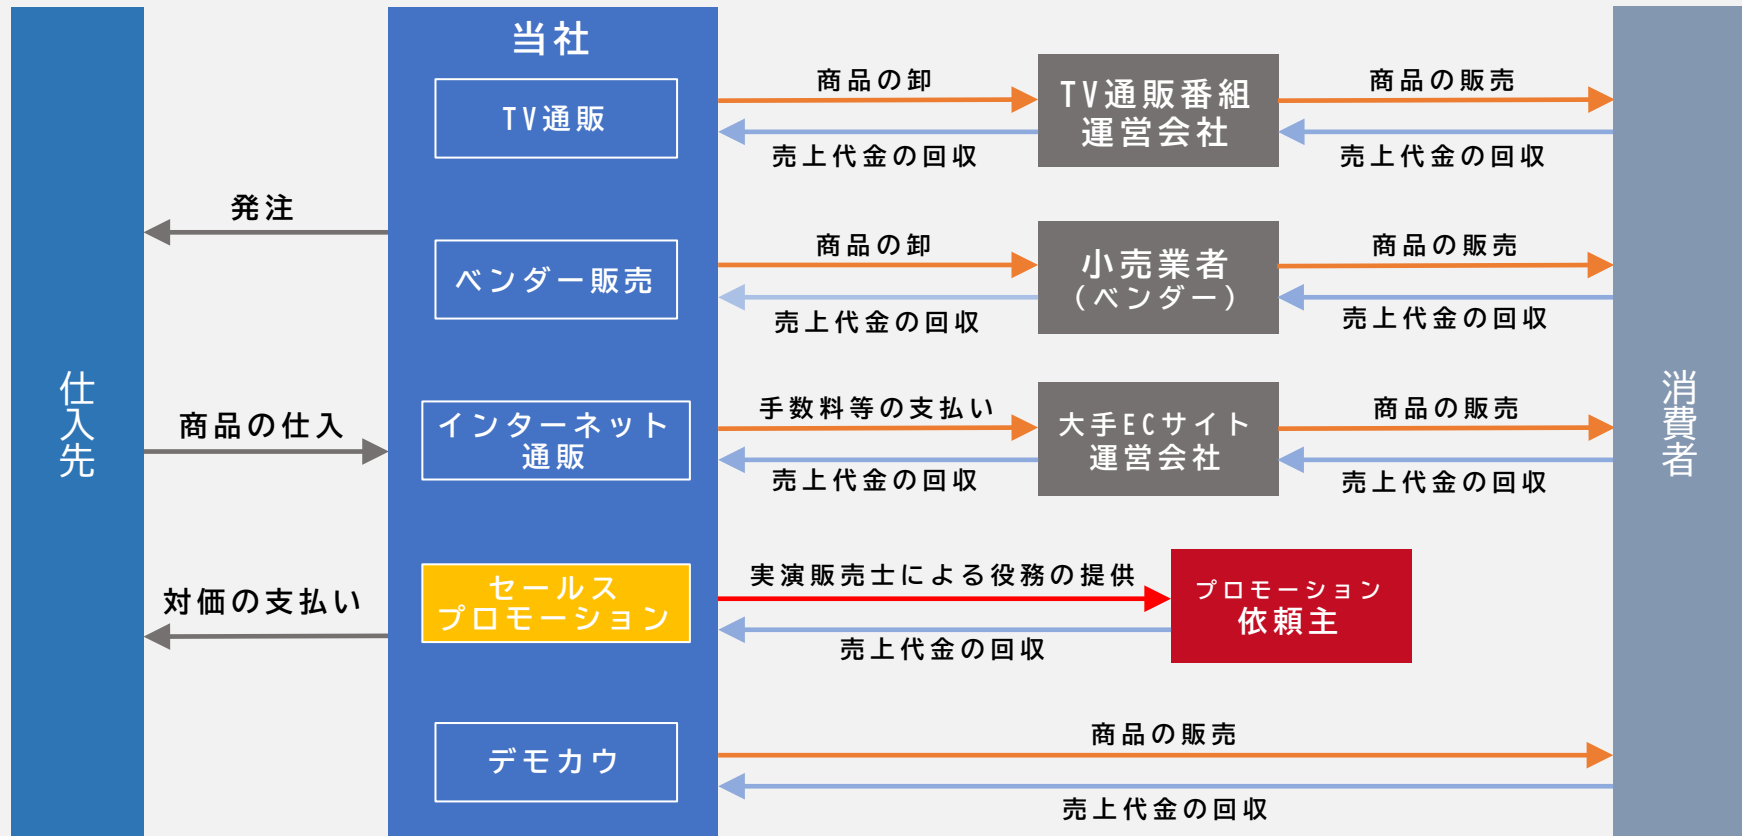 仕入先
発注
商品の仕入
対価の支払い
当社
TV通販
商品の卸
売上代金の回収
TV通販番組
運営会社
商品の販売
売上代金の回収
ベンダー販売
商品の卸
売上代金の回収
小売業者
(ベンダー)
商品の販売
売上代金の回収
インターネット
通販
手数料等の支払い
売上代金の回収
大手ECサイト
運営会社
商品の販売
売上代金の回収
セールス
プロモーション
実演販売士による役務の提供
売上代金の回収
プロモーション
依頼主
デモカウ
商品の販売
売上代金の回収
消費者